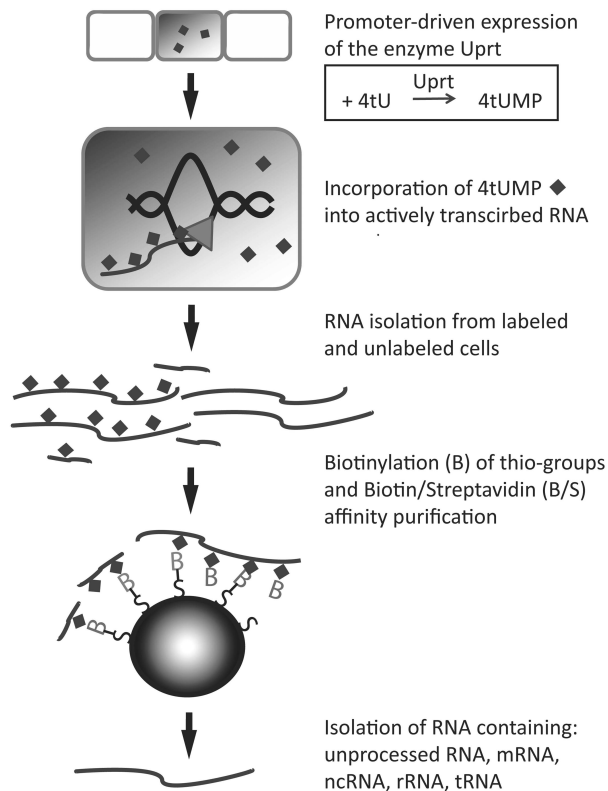 Promoter-driven expression
of the enzyme Uprt
Uprt
+ 4tU → 4tUMP
Incorporation of 4tUMP ◆
into actively transcirbed RNA
RNA isolation from labeled
and unlabeled cells
Biotinylation (B) of thio-groups
and Biotin/Streptavidin (B/S)
affinity purification
B
B
B
B
B
B
S
S
S
S
S
Isolation of RNA containing:
unprocessed RNA, mRNA,
ncRNA, rRNA, tRNA